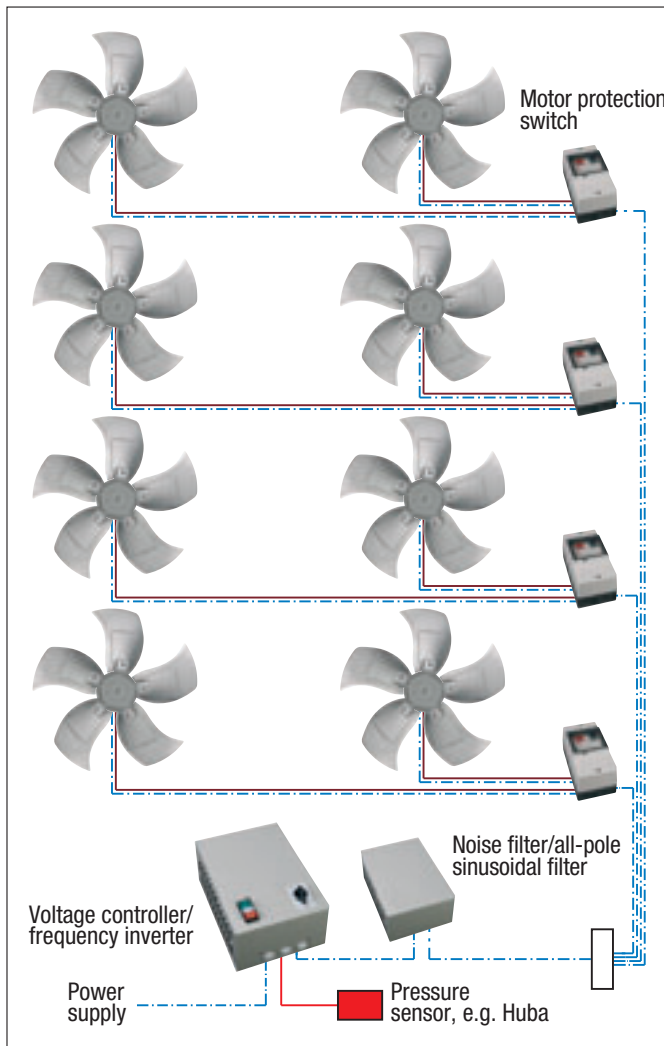 Motor protection
switch
Noise filter/all-pole
sinusoidal filter
Voltage controller/
frequency inverter
Power
supply
Pressure
sensor, e.g. Huba